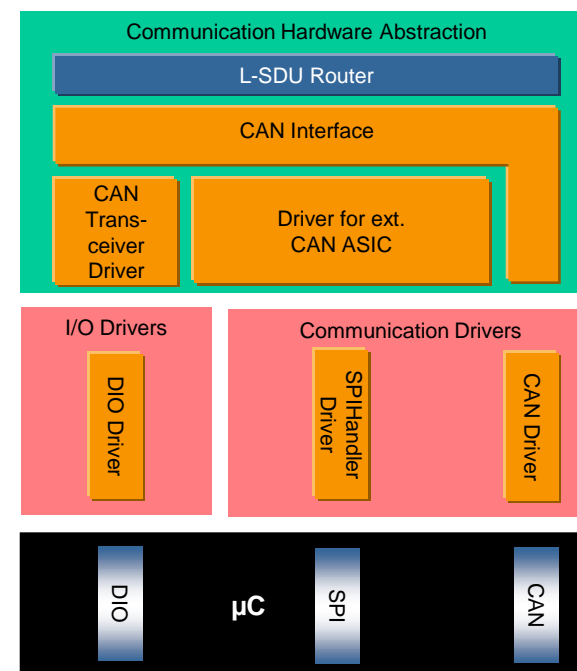 Communication Hardware Abstraction
L-SDU Router
CAN Interface
CAN
Trans-
ceiver
Driver
Driver for ext.
CAN ASIC
I/O Drivers
Communication Drivers
DIO Driver
SPIHandler
Driver
CAN Driver
DIO
µC
SPI
CAN